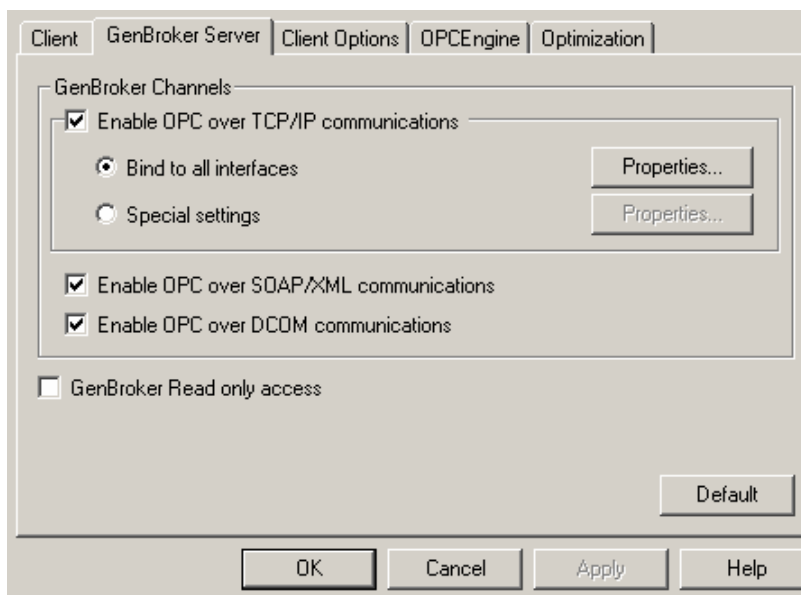 Client GenBroker Server Client Options OPCEngine Optimization
GenBroker Channels
Enable OPC over TCP/IP communications
Bind to all interfaces Properties...
Special settings Properties...
Enable OPC over SOAP/XML communications
Enable OPC over DCOM communications
GenBroker Read only access
Default
OK Cancel Apply Help